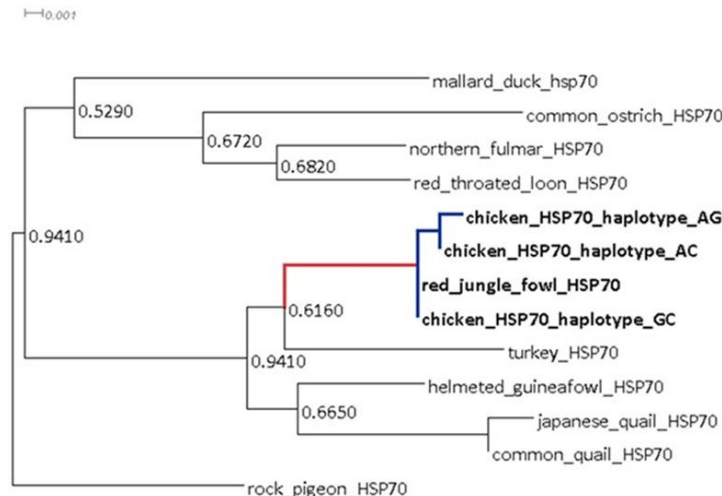 0.001
mallard_duck_hsp70
0.5290
common_ostrich_HSP70
0.6720
northern_fulmar_HSP70
0.6820
red_throated_loon_HSP70
chicken_HSP70_haplotype_AG
0.9410
chicken_HSP70_haplotype_AC
red_jungle_fowl_HSP70
0.6160
chicken_HSP70_haplotype_GC
turkey_HSP70
0.9410
helmeted_guineafowl_HSP70
0.6650
japanese_quail_HSP70
common_quail_HSP70
rock_pigeon_HSP70